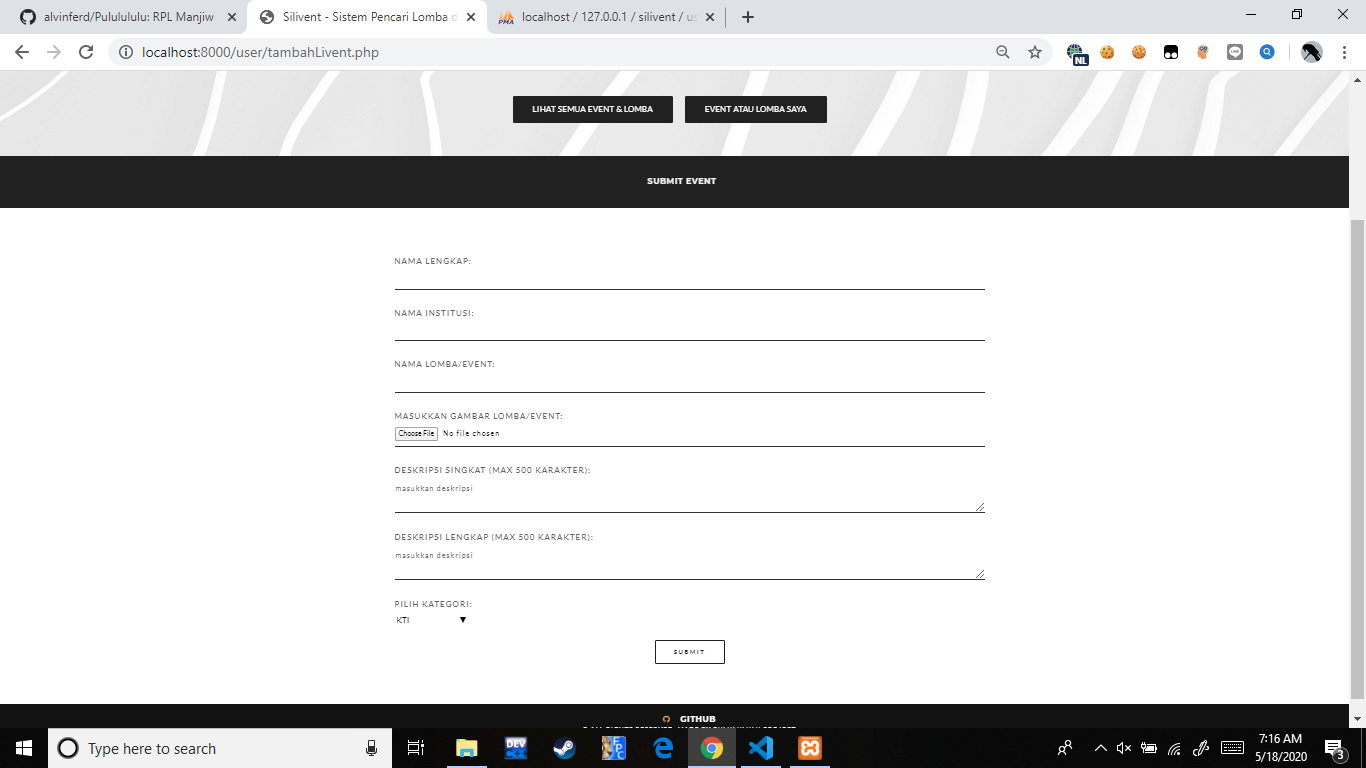 alvinferd/Pululululu: RPL Manjiw
Silivent - Sistem Pencari Lomba d
localhost / 127.0.0.1 / silivent / us
localhost:8000/user/tambahLivent.php
NL
LIHAT SEMUA EVENT & LOMBA
EVENT ATAU LOMBA SAYA
SUBMIT EVENT
NAMA LENGKAP:
NAMA INSTITUSI:
NAMA LOMBA/EVENT:
MASUKKAN GAMBAR LOMBA/EVENT:
Choose File No file chosen
DESKRIPSI SINGKAT (MAX 500 KARAKTER):
masukkan deskripsi
DESKRIPSI LENGKAP (MAX 500 KARAKTER):
masukkan deskripsi
PILIH KATEGORI:
KTI
SUBMIT
GITHUB
Type here to search
7:16 AM
5/18/2020
3